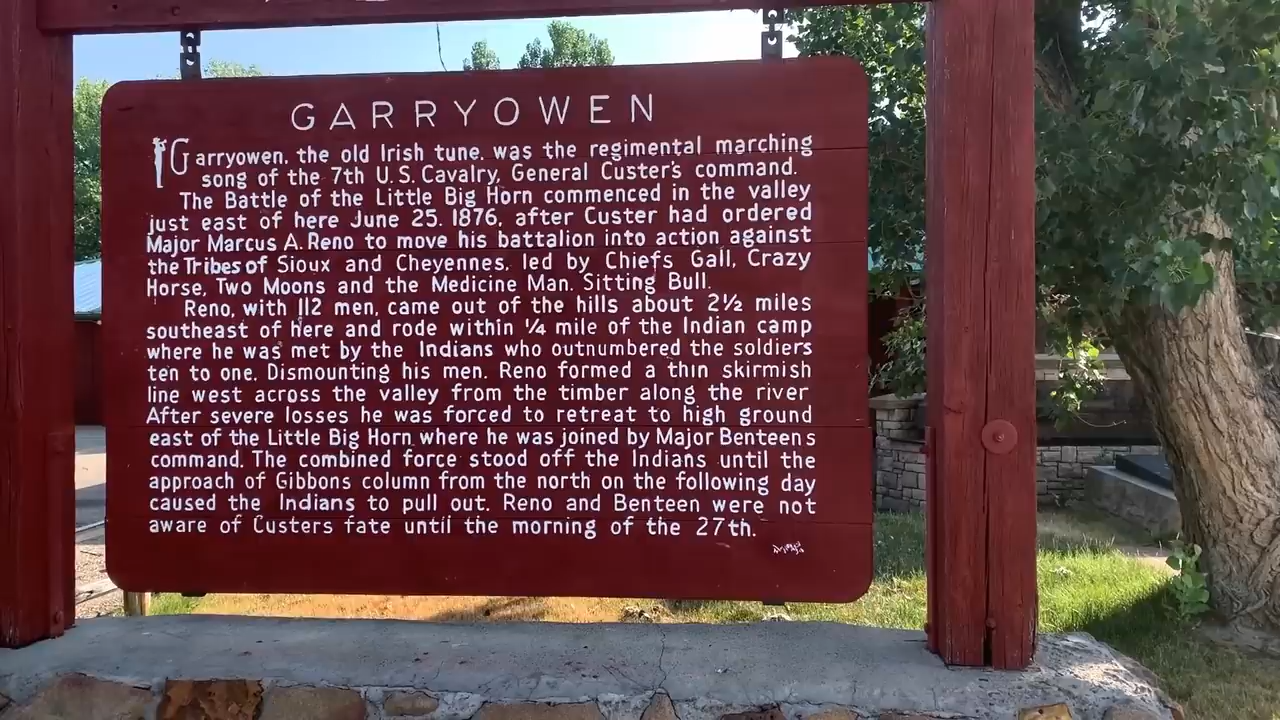 GARRYOWEN
Garryowen, the old Irish tune, was the regimental marching
song of the 7th U.S. Cavalry, General Custer's command.
The Battle of the Little Big Horn commenced in the valley
just east of here June 25, 1876, after Custer had ordered
Major Marcus A. Reno to move his battalion into action against
the Tribes of Sioux and Cheyennes, led by Chiefs Gall, Crazy
Horse, Two Moons and the Medicine Man, Sitting Bull.
Reno, with 112 men, came out of the hills about 2½ miles
southeast of here and rode within ¼ mile of the Indian camp
where he was met by the Indians who outnumbered the soldiers
ten to one. Dismounting his men, Reno formed a thin skirmish
line west across the valley from the timber along the river
After severe losses he was forced to retreat to high ground
east of the Little Big Horn where he was joined by Major Benteens
command. The combined force stood off the Indians until the
approach of Gibbons column from the north on the following day
caused the Indians to pull out. Reno and Benteen were not
aware of Custers fate until the morning of the 27th.